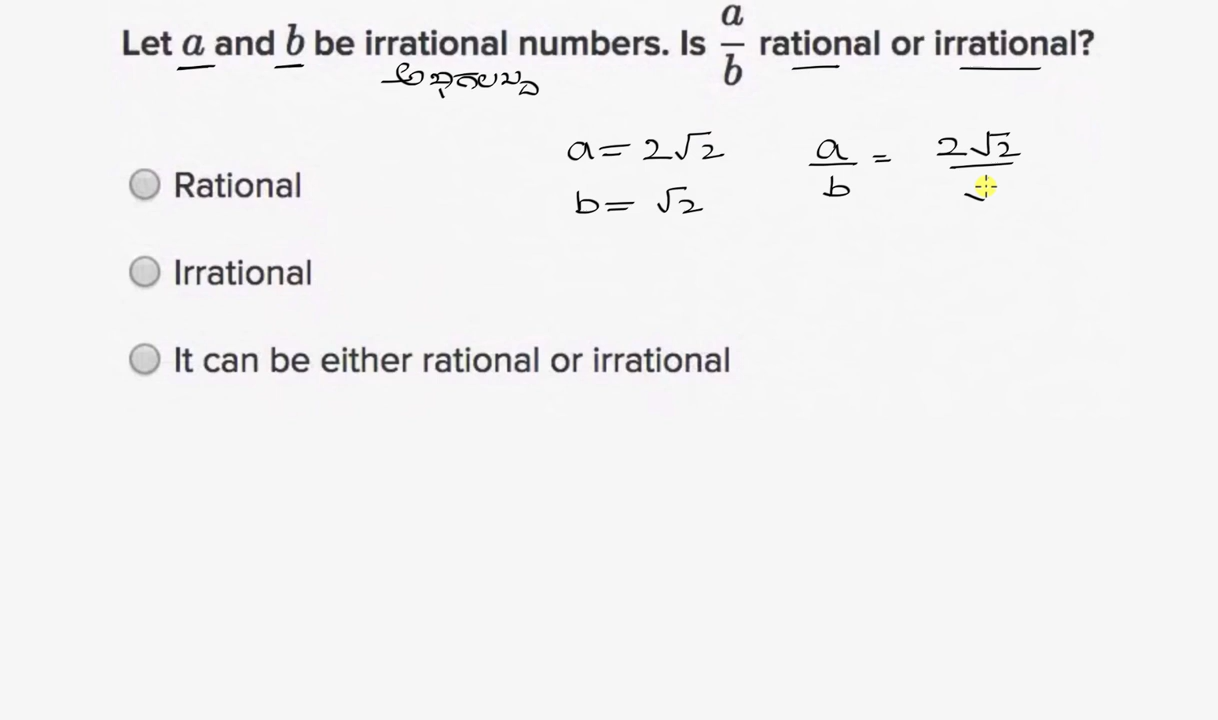 Let a and b be irrational numbers. Is a/b rational or irrational?
a = 2√2
b = √2
a/b = 2√2/
Rational
Irrational
It can be either rational or irrational